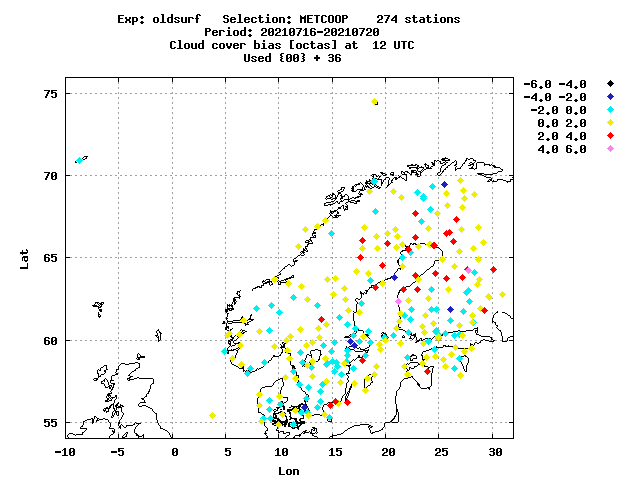 Exp: oldsurf   Selection: METCOOP    274 stations
Period: 20210716-20210720
Cloud cover bias [octas] at  12 UTC
Used {00} + 36
-6.0 -4.0
-4.0 -2.0
-2.0 0.0
0.0 2.0
2.0 4.0
4.0 6.0
75
70
65
60
55
Lat
-10 -5 0 5 10 15 20 25 30
Lon